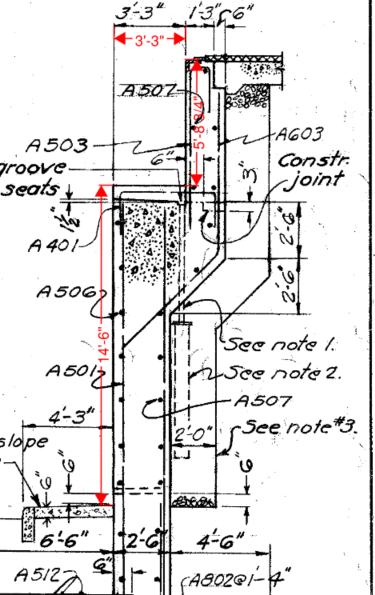 3'-3" 1'-3" 6"
3'-3"
A507
5'-8 3/4"
A503
A603
6"
groove
seats
Constr.
joint
3"
1½"
A401
2'-6"
2'-6"
A506
14'-6"
See note 1.
A501
See note 2.
A507
4'-3"
2'-0"
See note #3.
slope
6"
6"
6"
6'-6" 2'-6" 4'-6"
6"
A512
A802@1'-4"